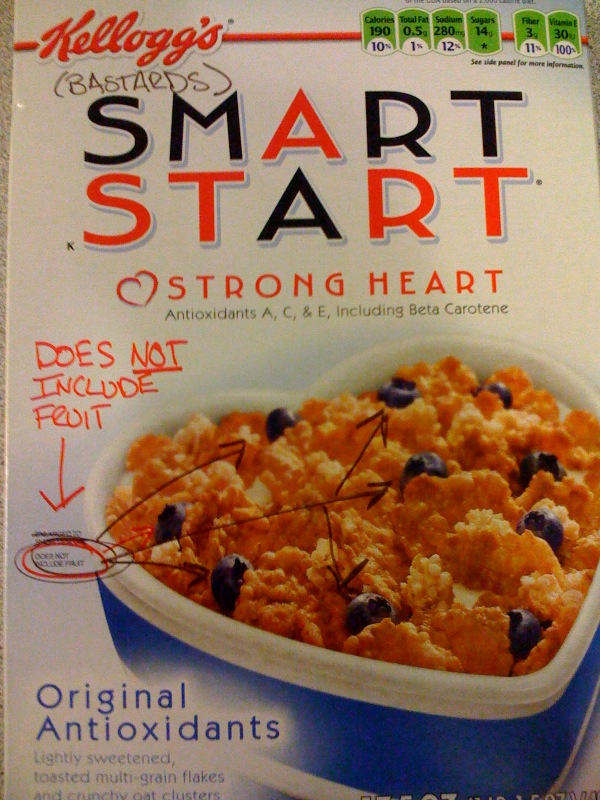 Calories Total Fat Sodium Sugars Fiber Vitamin E
190 0.5g 280mg 14g 3g 30IU
10% 1% 12% * 11% 100%
See side panel for more information.
Kellogg's®
(BASTARDS)
SMART
START®
K
STRONG HEART
Antioxidants A, C, & E, Including Beta Carotene
DOES NOT
INCLUDE
FRUIT
DOES NOT
INCLUDE FRUIT
Original
Antioxidants
Lightly sweetened,
toasted multi-grain flakes
and crunchy oat clusters